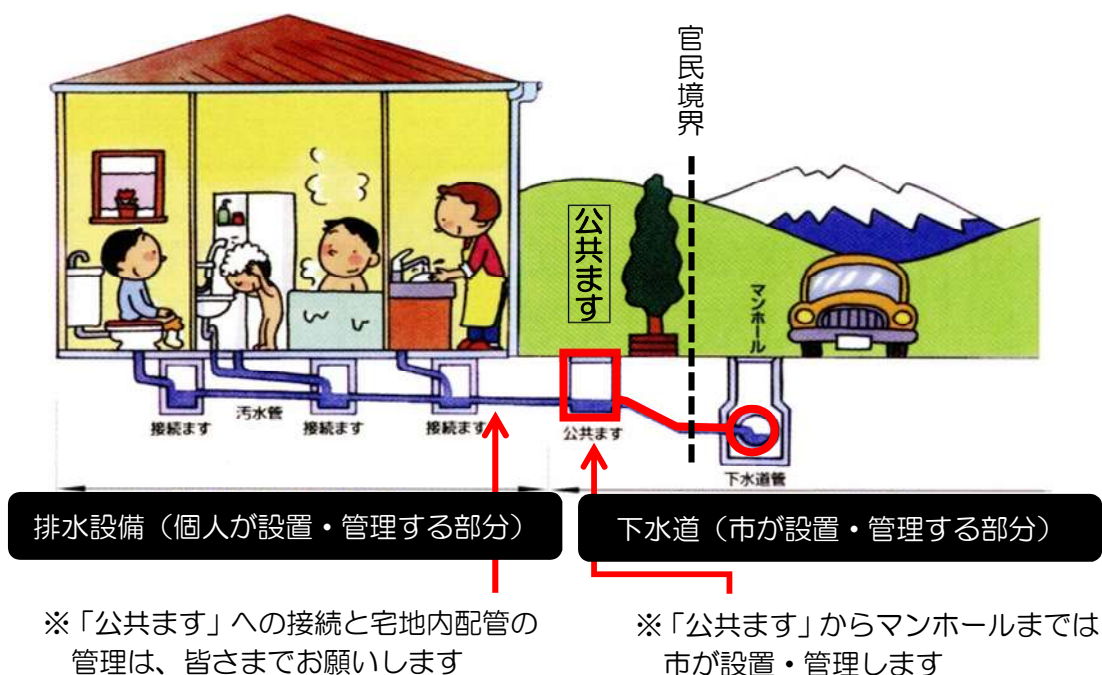 官民境界
公共ます
マンホール
接続ます
汚水管
接続ます
接続ます
公共ます
下水道管
排水設備（個人が設置・管理する部分）
下水道（市が設置・管理する部分）
※「公共ます」への接続と宅地内配管の
管理は、皆さまでお願いします
※「公共ます」からマンホールまでは
市が設置・管理します